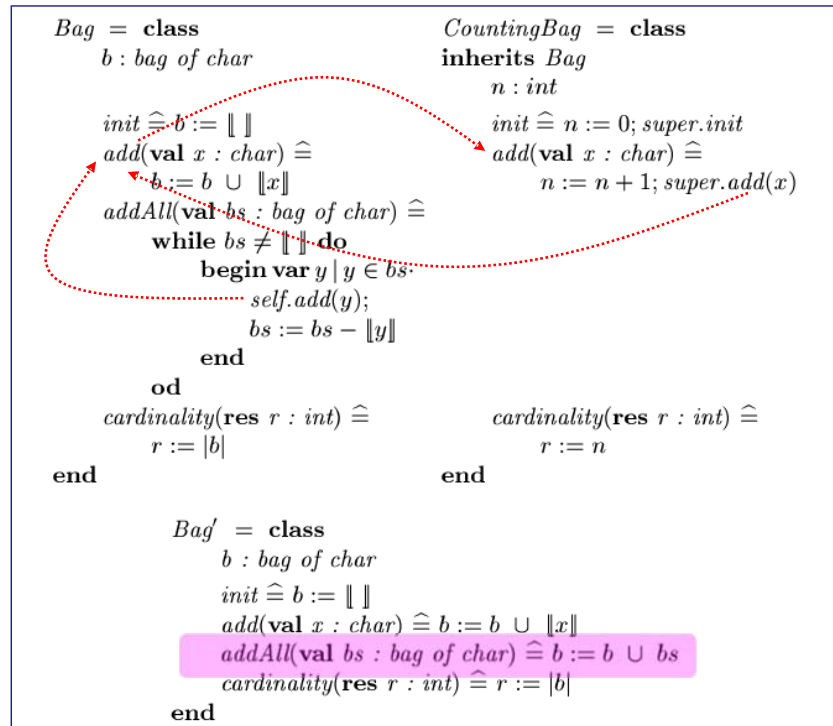 Bag = class
b : bag of char
init ≙ b := ⟦ ⟧
add(val x : char) ≙
b := b ∪ ⟦x⟧
addAll(val bs : bag of char) ≙
while bs ≠ ⟦ ⟧ do
begin var y | y ∈ bs·
self.add(y);
bs := bs − ⟦y⟧
end
od
cardinality(res r : int) ≙
r := |b|
end
CountingBag = class
inherits Bag
n : int
init ≙ n := 0; super.init
add(val x : char) ≙
n := n + 1; super.add(x)
cardinality(res r : int) ≙
r := n
end
Bag′ = class
b : bag of char
init ≙ b := ⟦ ⟧
add(val x : char) ≙ b := b ∪ ⟦x⟧
addAll(val bs : bag of char) ≙ b := b ∪ bs
cardinality(res r : int) ≙ r := |b|
end